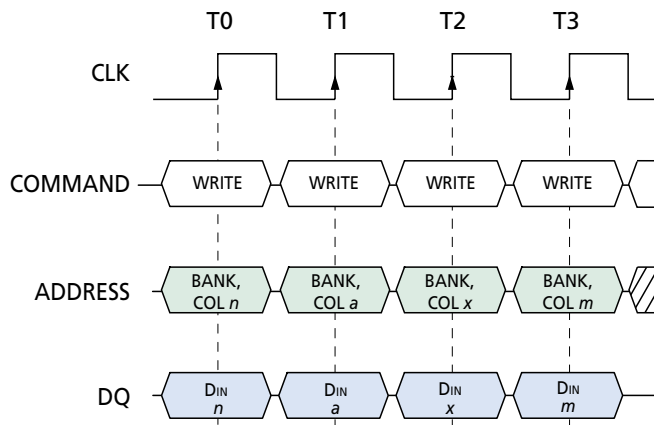 T0 T1 T2 T3
CLK
COMMAND WRITE WRITE WRITE WRITE
ADDRESS
BANK, BANK, BANK, BANK,
COL n COL a COL x COL m
DQ
DIN DIN DIN DIN
n a x m